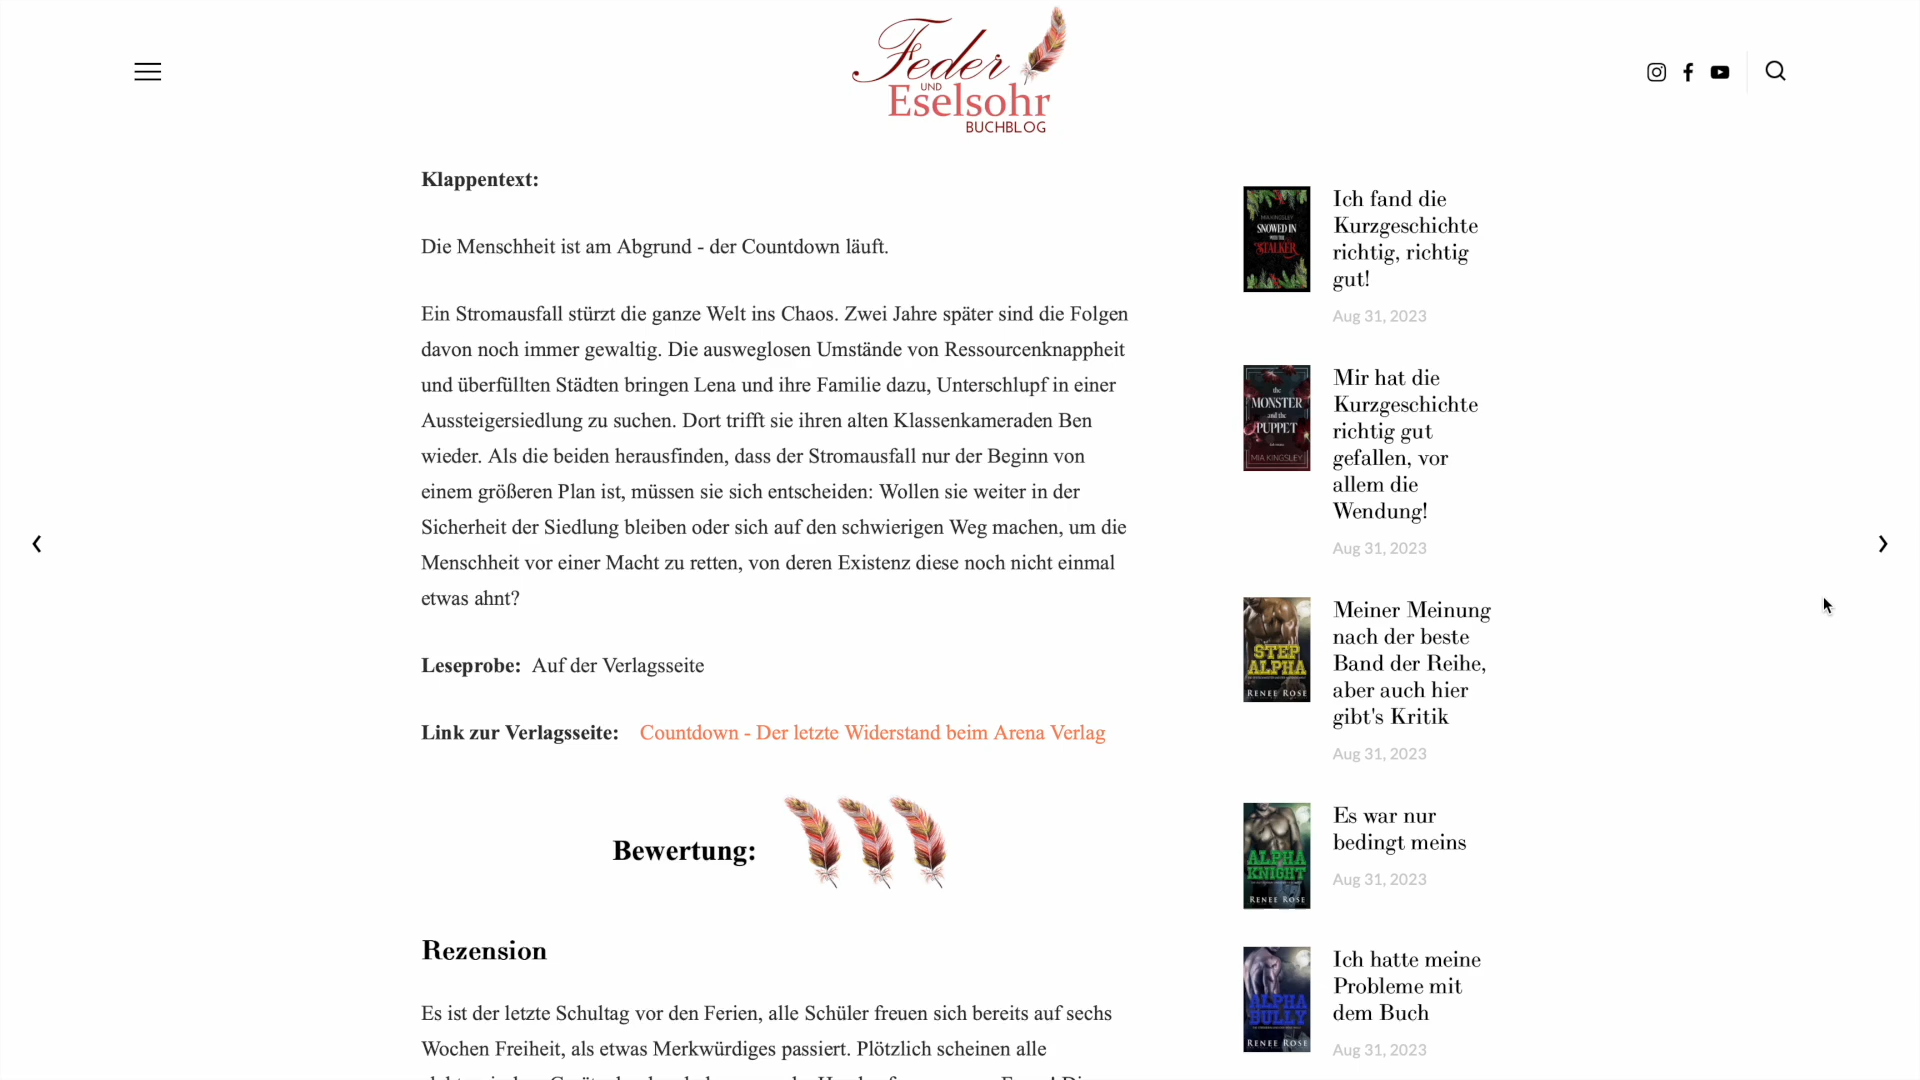 Feder
UND
Eselsohr
BUCHBLOG
Klappentext:
Die Menschheit ist am Abgrund - der Countdown läuft.
Ein Stromausfall stürzt die ganze Welt ins Chaos. Zwei Jahre später sind die Folgen
davon noch immer gewaltig. Die ausweglosen Umstände von Ressourcenknappheit
und überfüllten Städten bringen Lena und ihre Familie dazu, Unterschlupf in einer
Aussteigersiedlung zu suchen. Dort trifft sie ihren alten Klassenkameraden Ben
wieder. Als die beiden herausfinden, dass der Stromausfall nur der Beginn von
einem größeren Plan ist, müssen sie sich entscheiden: Wollen sie weiter in der
Sicherheit der Siedlung bleiben oder sich auf den schwierigen Weg machen, um die
Menschheit vor einer Macht zu retten, von deren Existenz diese noch nicht einmal
etwas ahnt?
Leseprobe: Auf der Verlagsseite
Link zur Verlagsseite: Countdown - Der letzte Widerstand beim Arena Verlag
Bewertung:
Rezension
Es ist der letzte Schultag vor den Ferien, alle Schüler freuen sich bereits auf sechs
Wochen Freiheit, als etwas Merkwürdiges passiert. Plötzlich scheinen alle
MIA KINGSLEY
SNOWED IN
WITH THE
STALKER
Ich fand die
Kurzgeschichte
richtig, richtig
gut!
Aug 31, 2023
the
MONSTER
and the
PUPPET
MIA KINGSLEY
Mir hat die
Kurzgeschichte
richtig gut
gefallen, vor
allem die
Wendung!
Aug 31, 2023
STEP
ALPHA
RENEE ROSE
Meiner Meinung
nach der beste
Band der Reihe,
aber auch hier
gibt's Kritik
Aug 31, 2023
ALPHA
KNIGHT
RENEE ROSE
Es war nur
bedingt meins
Aug 31, 2023
ALPHA
BULLY
RENEE ROSE
Ich hatte meine
Probleme mit
dem Buch
Aug 31, 2023